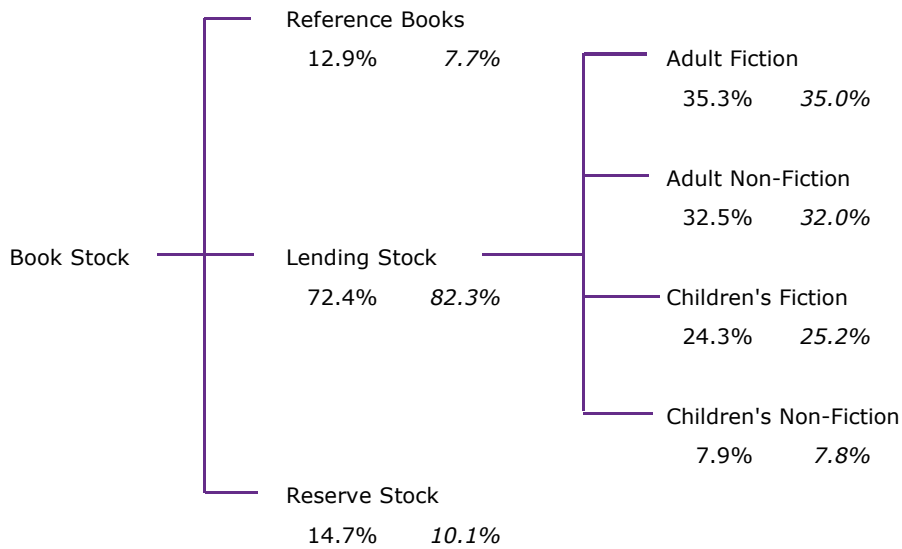 Reference Books
12.9% 7.7%
Adult Fiction
35.3% 35.0%
Adult Non-Fiction
32.5% 32.0%
Book Stock
Lending Stock
72.4% 82.3%
Children's Fiction
24.3% 25.2%
Children's Non-Fiction
7.9% 7.8%
Reserve Stock
14.7% 10.1%